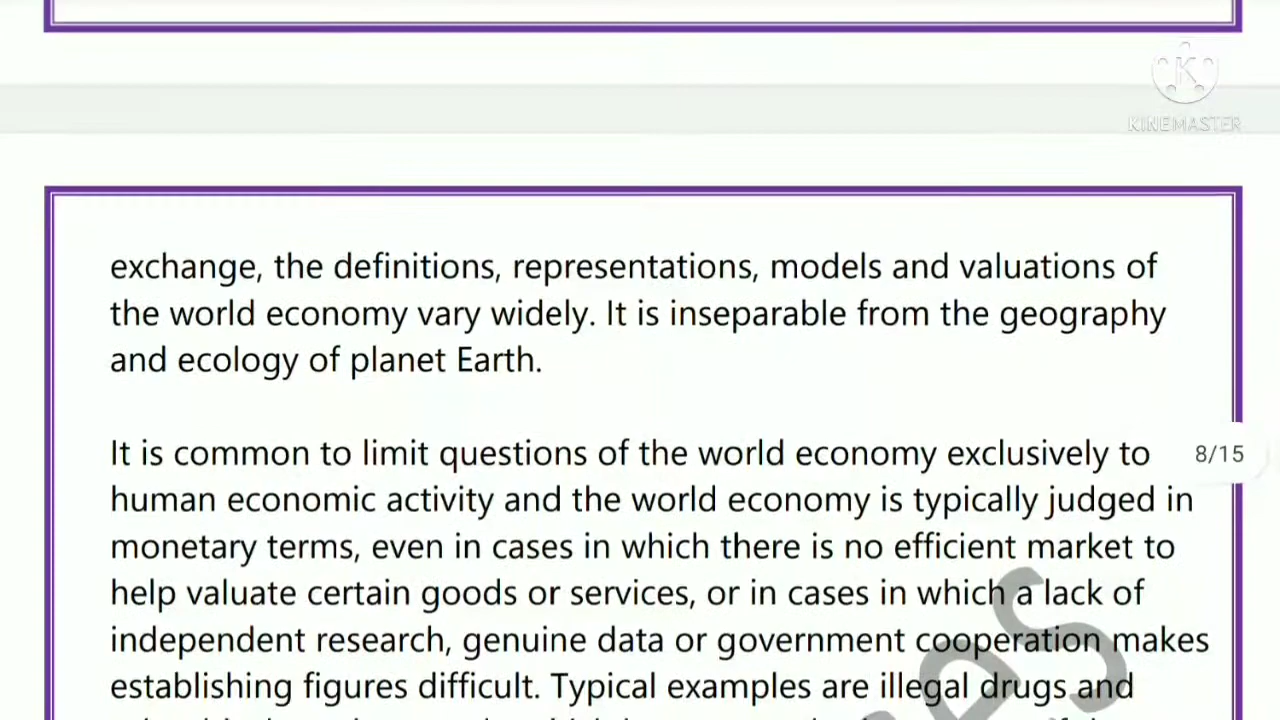 KINEMASTER
exchange, the definitions, representations, models and valuations of
the world economy vary widely. It is inseparable from the geography
and ecology of planet Earth.
It is common to limit questions of the world economy exclusively to
8/15
human economic activity and the world economy is typically judged in
monetary terms, even in cases in which there is no efficient market to
help valuate certain goods or services, or in cases in which a lack of
independent research, genuine data or government cooperation makes
establishing figures difficult. Typical examples are illegal drugs and